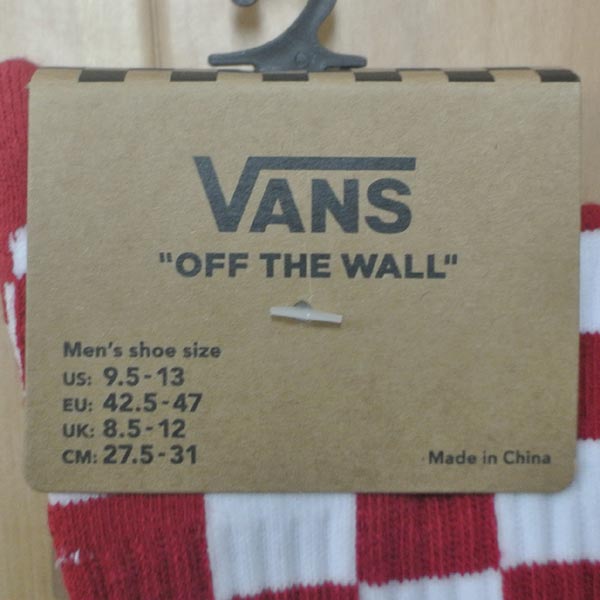 VANS
"OFF THE WALL"
Men's shoe size
US: 9.5-13
EU: 42.5-47
UK: 8.5-12
CM: 27.5-31
Made in China